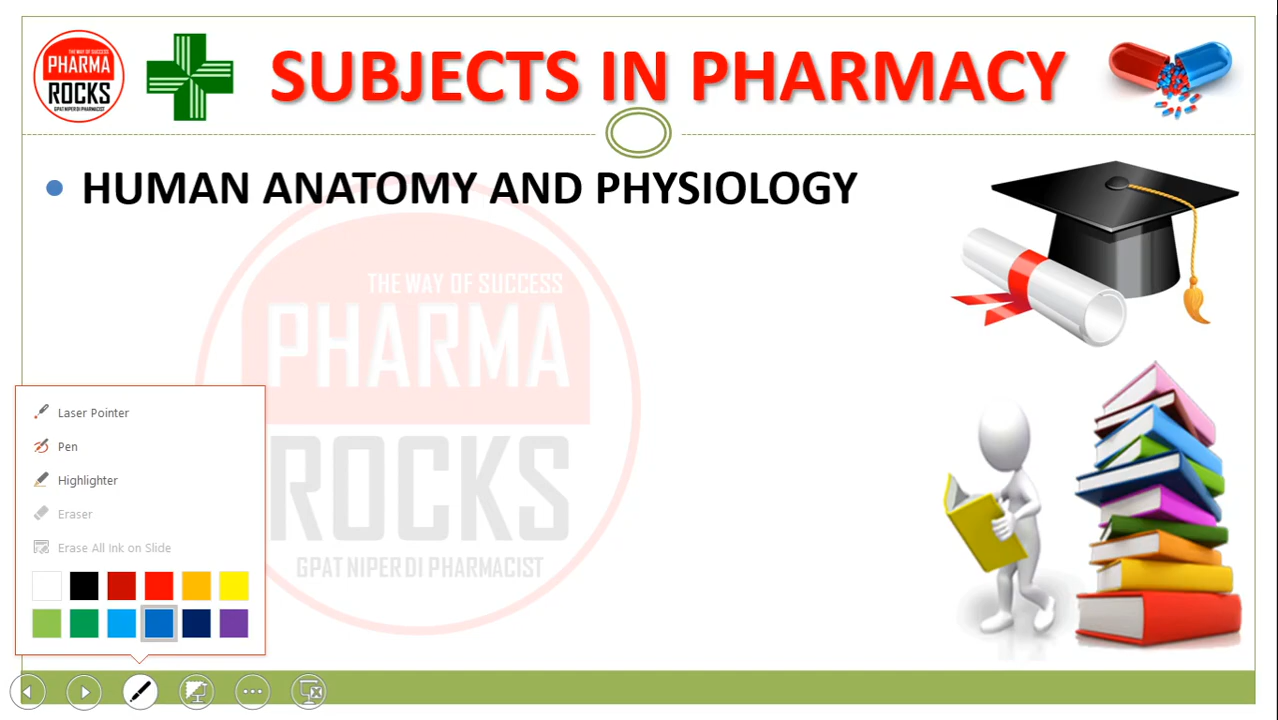 THE WAY OF SUCCESS
PHARMA
ROCKS
GPAT NIPER DI PHARMACIST
SUBJECTS IN PHARMACY
• HUMAN ANATOMY AND PHYSIOLOGY
THE WAY OF SUCCESS
PHARMA
ROCKS
GPAT NIPER DI PHARMACIST
Laser Pointer
Pen
Highlighter
Eraser
Erase All Ink on Slide